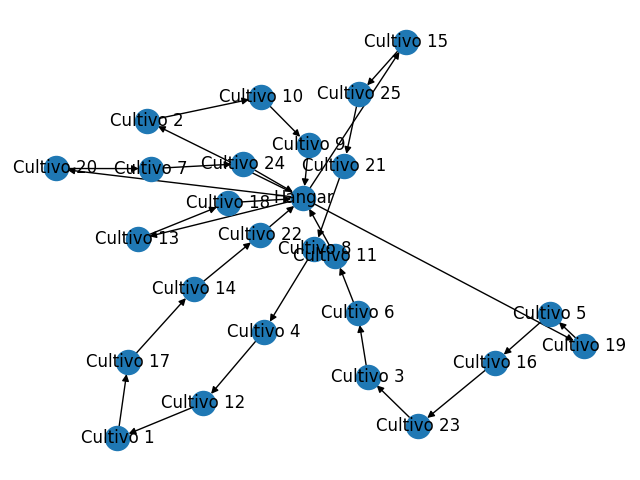 Cultivo 15
Cultivo 25
Cultivo 10
Cultivo 2
Cultivo 9
Cultivo 21
Cultivo 24
Cultivo 20
Cultivo 7
Hangar
Cultivo 18
Cultivo 13
Cultivo 22
Cultivo 8
Cultivo 11
Cultivo 14
Cultivo 6
Cultivo 5
Cultivo 4
Cultivo 19
Cultivo 17
Cultivo 16
Cultivo 3
Cultivo 12
Cultivo 23
Cultivo 1